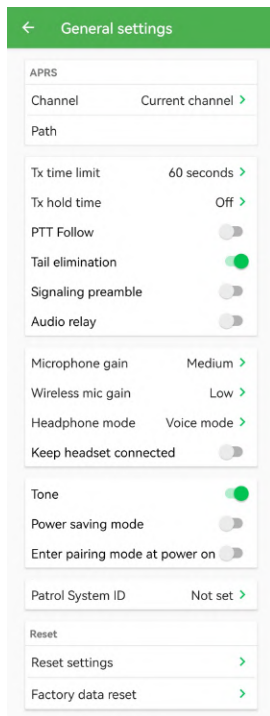 General settings
APRS
Channel Current channel
Path
Tx time limit 60 seconds
Tx hold time Off
PTT Follow
Tail elimination
Signaling preamble
Audio relay
Microphone gain Medium
Wireless mic gain Low
Headphone mode Voice mode
Keep headset connected
Tone
Power saving mode
Enter pairing mode at power on
Patrol System ID Not set
Reset
Reset settings
Factory data reset